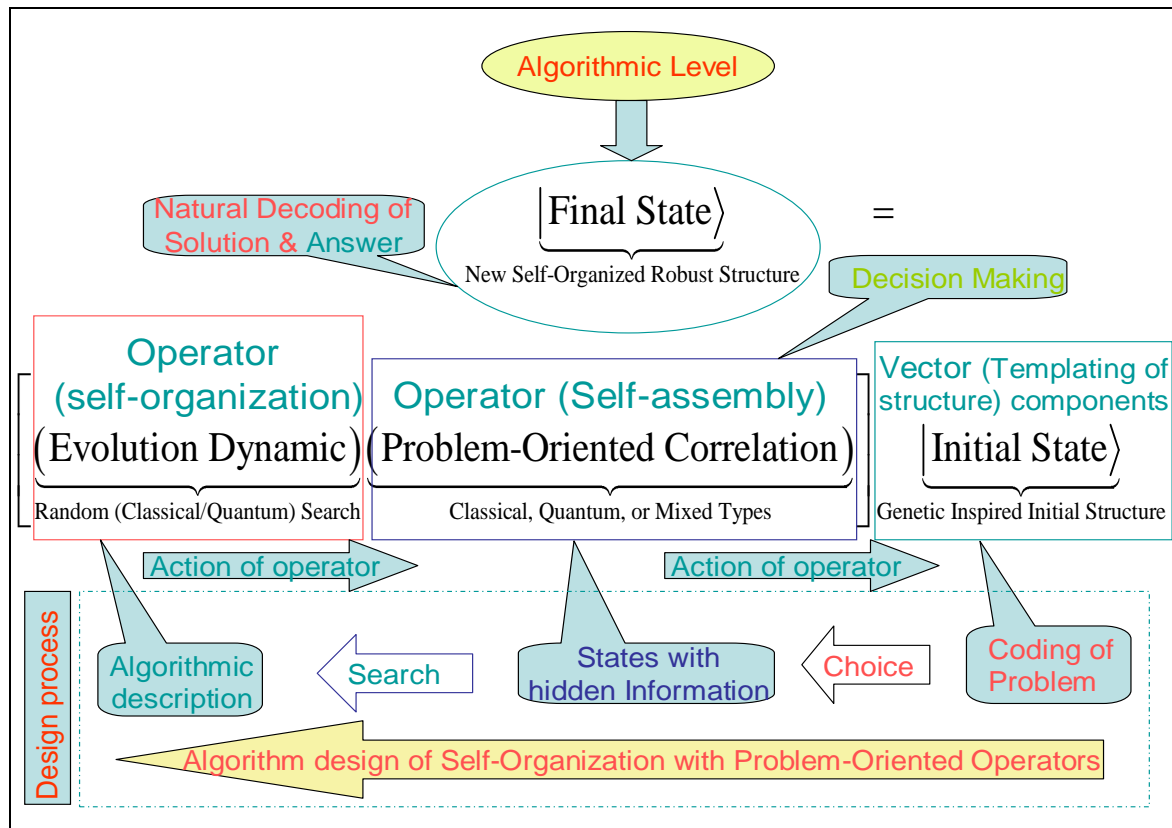 Algorithmic Level
Natural Decoding of
Solution & Answer
|Final State⟩
=
New Self-Organized Robust Structure
Decision Making
Operator
(self-organization)
(Evolution Dynamic)
Random (Classical/Quantum) Search
Operator (Self-assembly)
(Problem-Oriented Correlation)
Classical, Quantum, or Mixed Types
Vector (Templating of
structure) components
|Initial State⟩
Genetic Inspired Initial Structure
Action of operator
Action of operator
Design process
Algorithmic
description
Search
States with
hidden Information
Choice
Coding of
Problem
Algorithm design of Self-Organization with Problem-Oriented Operators